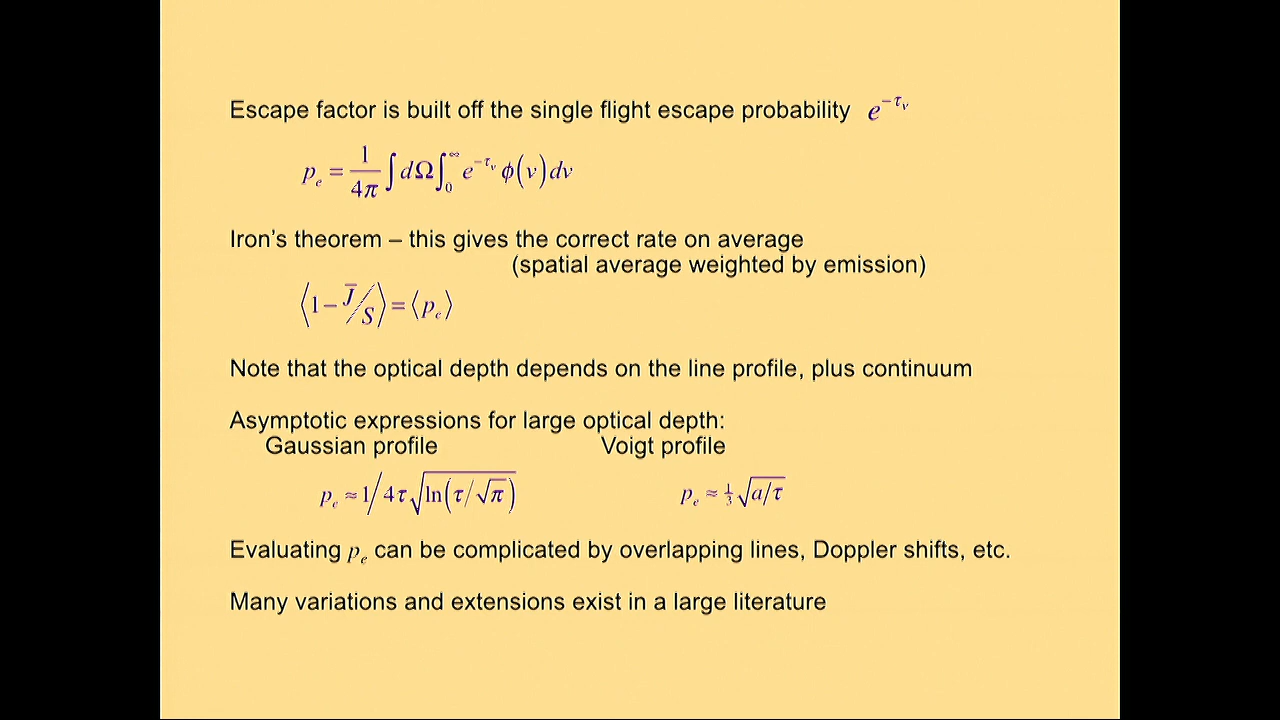 Escape factor is built off the single flight escape probability e^{-τ_ν}
p_e = \frac{1}{4π} ∫ dΩ ∫_0^∞ e^{-τ_ν} ϕ(ν) dν
Iron’s theorem – this gives the correct rate on average
(spatial average weighted by emission)
⟨1 − J̅/S⟩ = ⟨p_e⟩
Note that the optical depth depends on the line profile, plus continuum
Asymptotic expressions for large optical depth:
Gaussian profile Voigt profile
p_e ≈ 1/4τ√(ln(τ/√π)) p_e ≈ ⅓√(a/τ)
Evaluating p_e can be complicated by overlapping lines, Doppler shifts, etc.
Many variations and extensions exist in a large literature